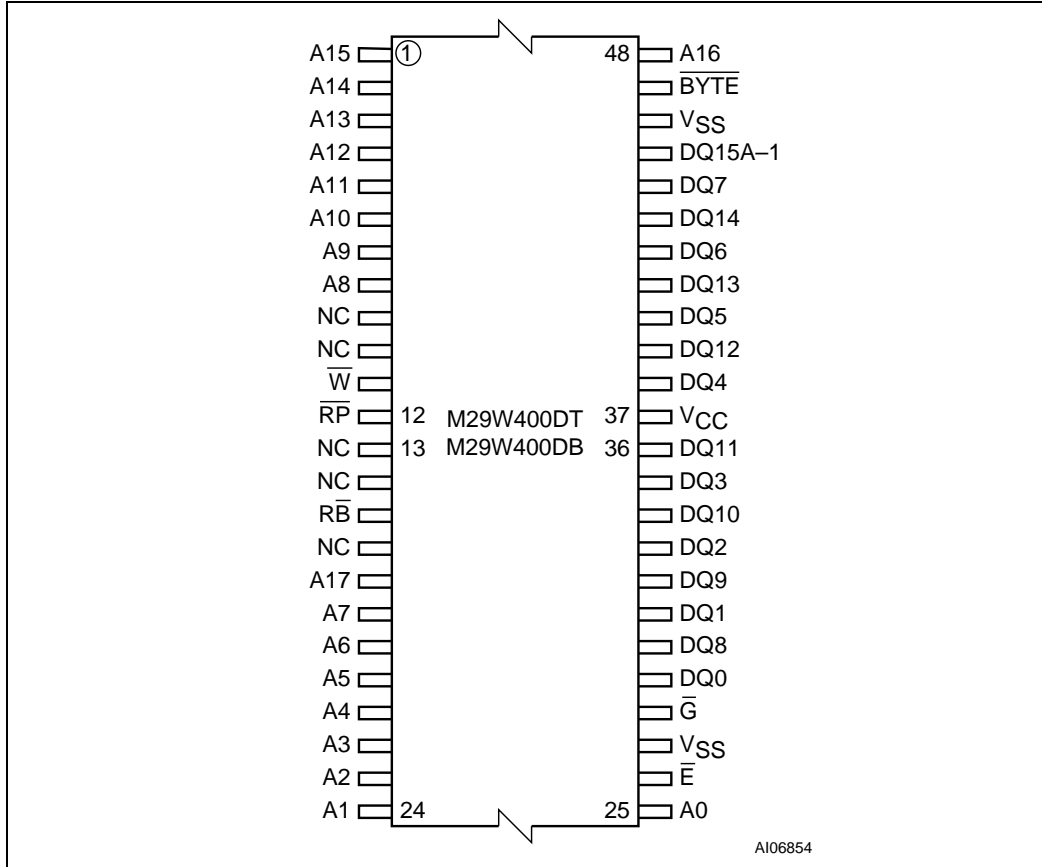 A15 ① 48 A16
A14 B̅Y̅T̅E̅
A13 VSS
A12 DQ15A–1
A11 DQ7
A10 DQ14
A9 DQ6
A8 DQ13
NC DQ5
NC DQ12
W̅ DQ4
R̅P̅ 12 M29W400DT 37 VCC
NC 13 M29W400DB 36 DQ11
NC DQ3
RB̅ DQ10
NC DQ2
A17 DQ9
A7 DQ1
A6 DQ8
A5 DQ0
A4 G̅
A3 VSS
A2 E̅
A1 24 25 A0
AI06854